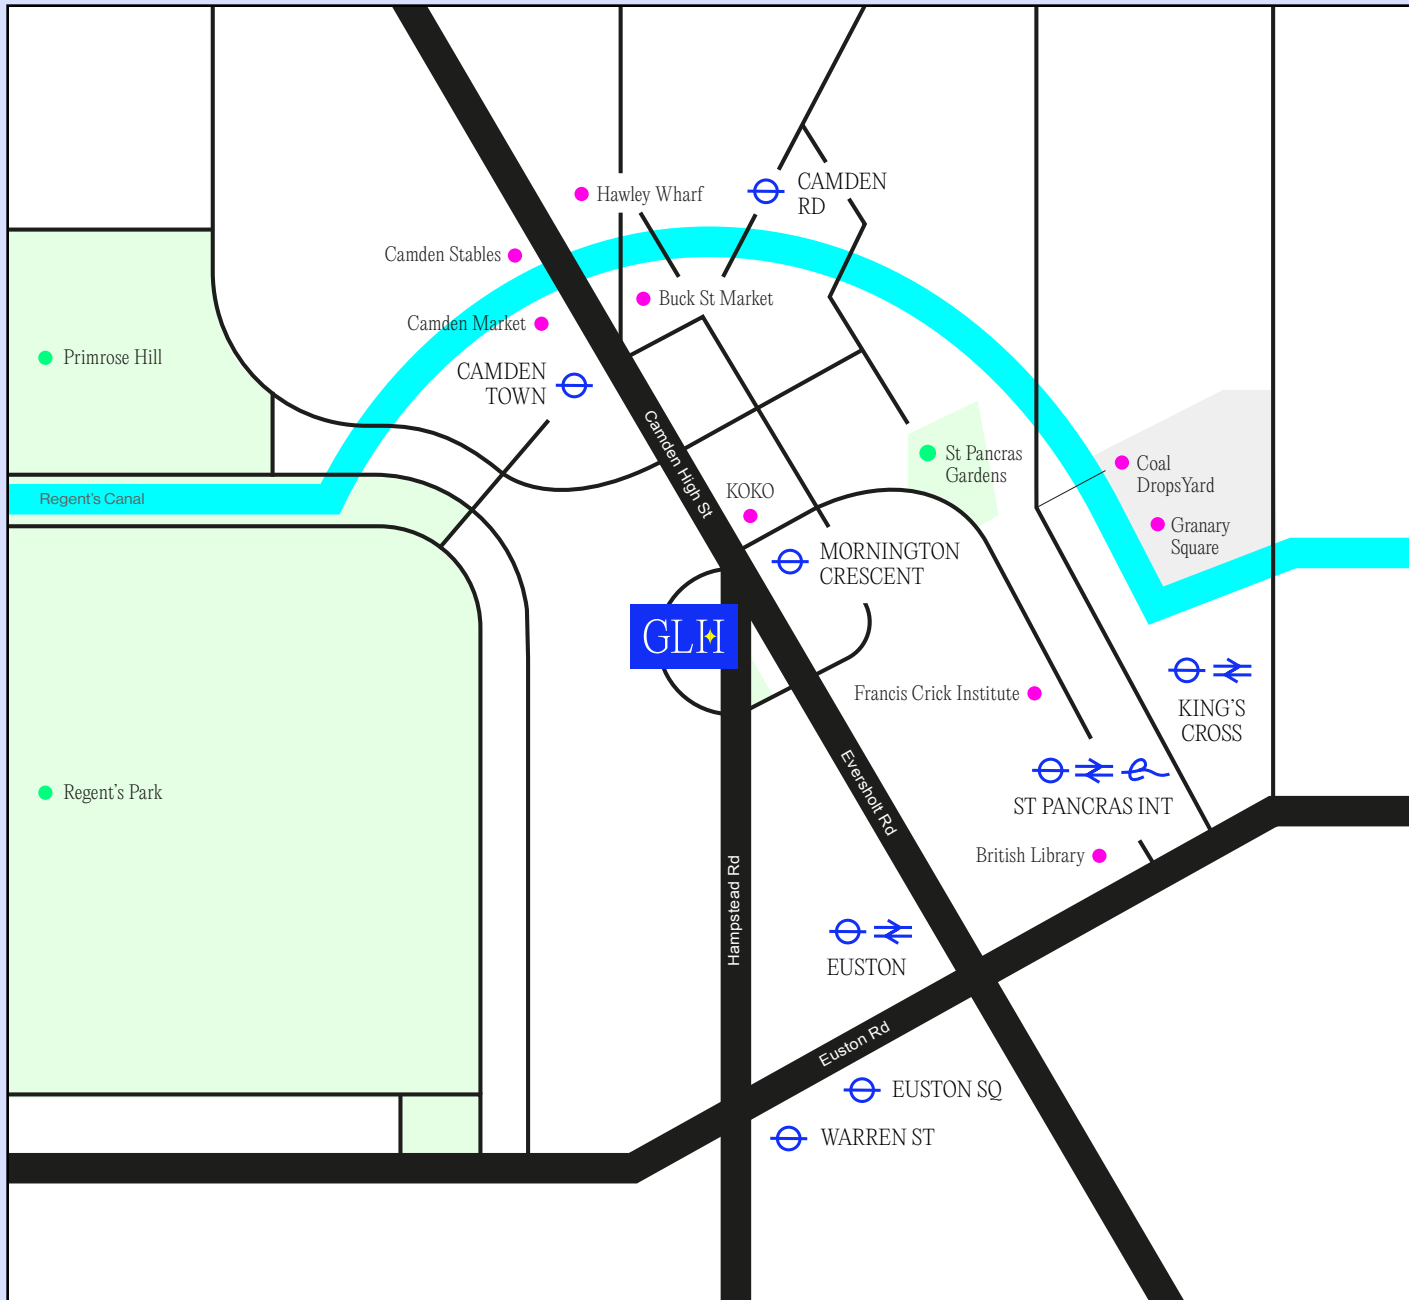 Hawley Wharf
CAMDEN
RD
Camden Stables
Buck St Market
Camden Market
Primrose Hill
CAMDEN
TOWN
Camden High St
St Pancras
Gardens
Coal
DropsYard
Regent's Canal
KOKO
Granary
Square
MORNINGTON
CRESCENT
GLH
Francis Crick Institute
KING'S
CROSS
Regent's Park
Eversholt Rd
ST PANCRAS INT
British Library
Hampstead Rd
EUSTON
Euston Rd
EUSTON SQ
WARREN ST